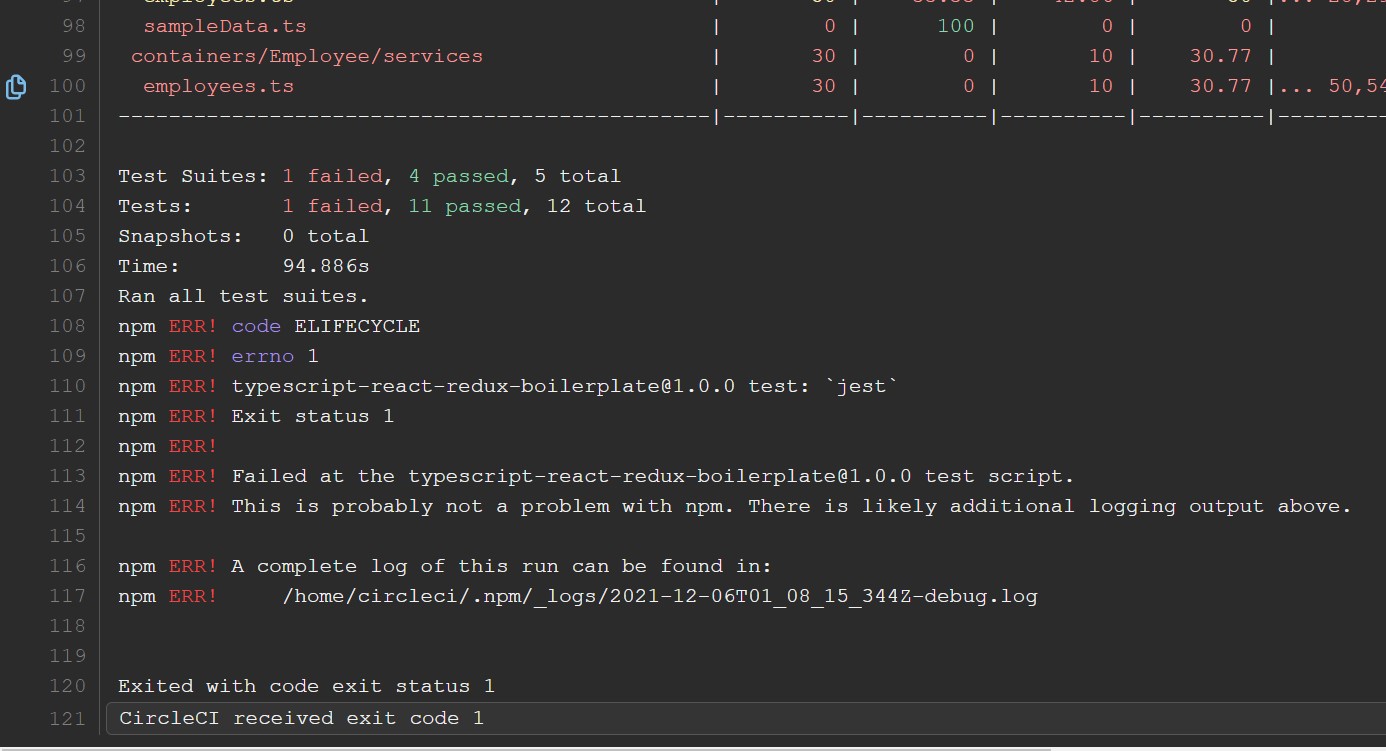 98 sampleData.ts | 0 | 100 | 0 | 0 |
99 containers/Employee/services | 30 | 0 | 10 | 30.77 |
100 employees.ts | 30 | 0 | 10 | 30.77 |... 50,54
101 -----------------------------------------------|----------|----------|----------|----------|---------
102
103 Test Suites: 1 failed, 4 passed, 5 total
104 Tests: 1 failed, 11 passed, 12 total
105 Snapshots: 0 total
106 Time: 94.886s
107 Ran all test suites.
108 npm ERR! code ELIFECYCLE
109 npm ERR! errno 1
110 npm ERR! typescript-react-redux-boilerplate@1.0.0 test: `jest`
111 npm ERR! Exit status 1
112 npm ERR!
113 npm ERR! Failed at the typescript-react-redux-boilerplate@1.0.0 test script.
114 npm ERR! This is probably not a problem with npm. There is likely additional logging output above.
115
116 npm ERR! A complete log of this run can be found in:
117 npm ERR! /home/circleci/.npm/_logs/2021-12-06T01_08_15_344Z-debug.log
118
119
120 Exited with code exit status 1
121 CircleCI received exit code 1